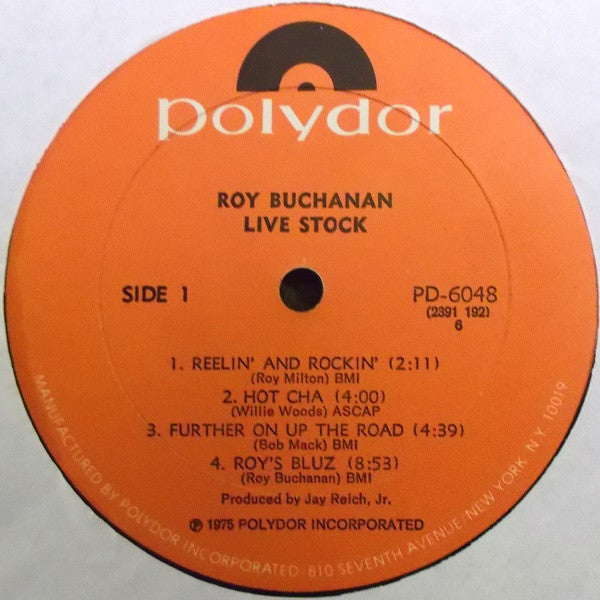 polydor
ROY BUCHANAN
LIVE STOCK
SIDE 1
PD-6048
(2391 192)
6
1. REELIN' AND ROCKIN' (2:11)
(Roy Milton) BMI
2. HOT CHA (4:00)
(Willie Woods) ASCAP
3. FURTHER ON UP THE ROAD (4:39)
(Bob Mack) BMI
4. ROY'S BLUZ (8:53)
(Roy Buchanan) BMI
Produced by Jay Reich, Jr.
℗ 1975 POLYDOR INCORPORATED
MANUFACTURED BY POLYDOR INCORPORATED. 810 SEVENTH AVENUE, NEW YORK, N.Y. 10019